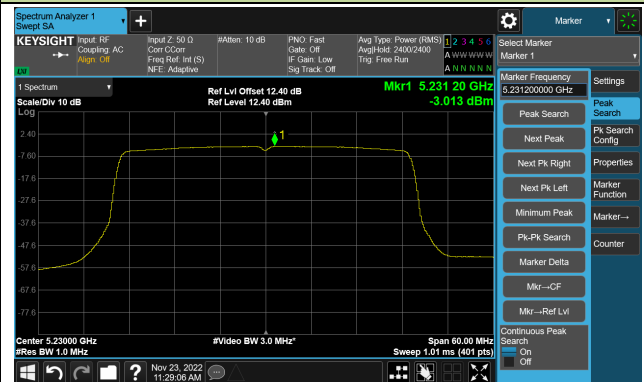 Spectrum Analyzer 1
Swept SA
Marker
KEYSIGHT
Input: RF
Coupling: AC
Align: Off
Input Z: 50 Ω
Corr CCorr
Freq Ref: Int (S)
NFE: Adaptive
#Atten: 10 dB
PNO: Fast
Gate: Off
IF Gain: Low
Sig Track: Off
Avg Type: Power (RMS)
Avg|Hold: 2400/2400
Trig: Free Run
1 2 3 4 5 6
A W W W W W
A N N N N N
LXI
Select Marker
Marker 1
1 Spectrum
Scale/Div 10 dB
Log
Ref Lvl Offset 12.40 dB
Ref Level 12.40 dBm
Mkr1 5.231 20 GHz
-3.013 dBm
2.40
-7.60
-17.6
-27.6
-37.6
-47.6
-57.6
-67.6
-77.6
1
Center 5.23000 GHz
#Res BW 1.0 MHz
#Video BW 3.0 MHz*
Span 60.00 MHz
Sweep 1.01 ms (401 pts)
Marker Frequency
5.231200000 GHz
Peak Search
Next Peak
Next Pk Right
Next Pk Left
Minimum Peak
Pk-Pk Search
Marker Delta
Mkr→CF
Mkr→Ref Lvl
Continuous Peak
Search
On
Off
Settings
Peak
Search
Pk Search
Config
Properties
Marker
Function
Marker→
Counter
?
Nov 23, 2022
11:29:06 AM